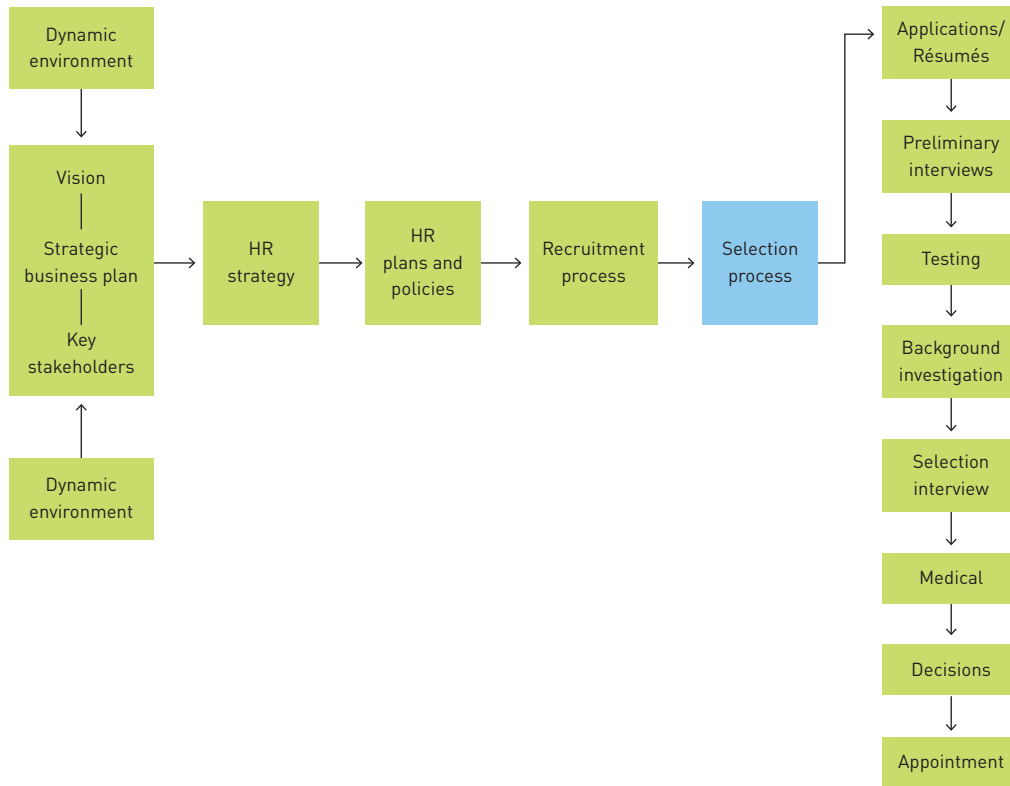 Dynamic
environment
Vision
Strategic
business plan
Key
stakeholders
Dynamic
environment
HR
strategy
HR
plans and
policies
Recruitment
process
Selection
process
Applications/
Résumés
Preliminary
interviews
Testing
Background
investigation
Selection
interview
Medical
Decisions
Appointment